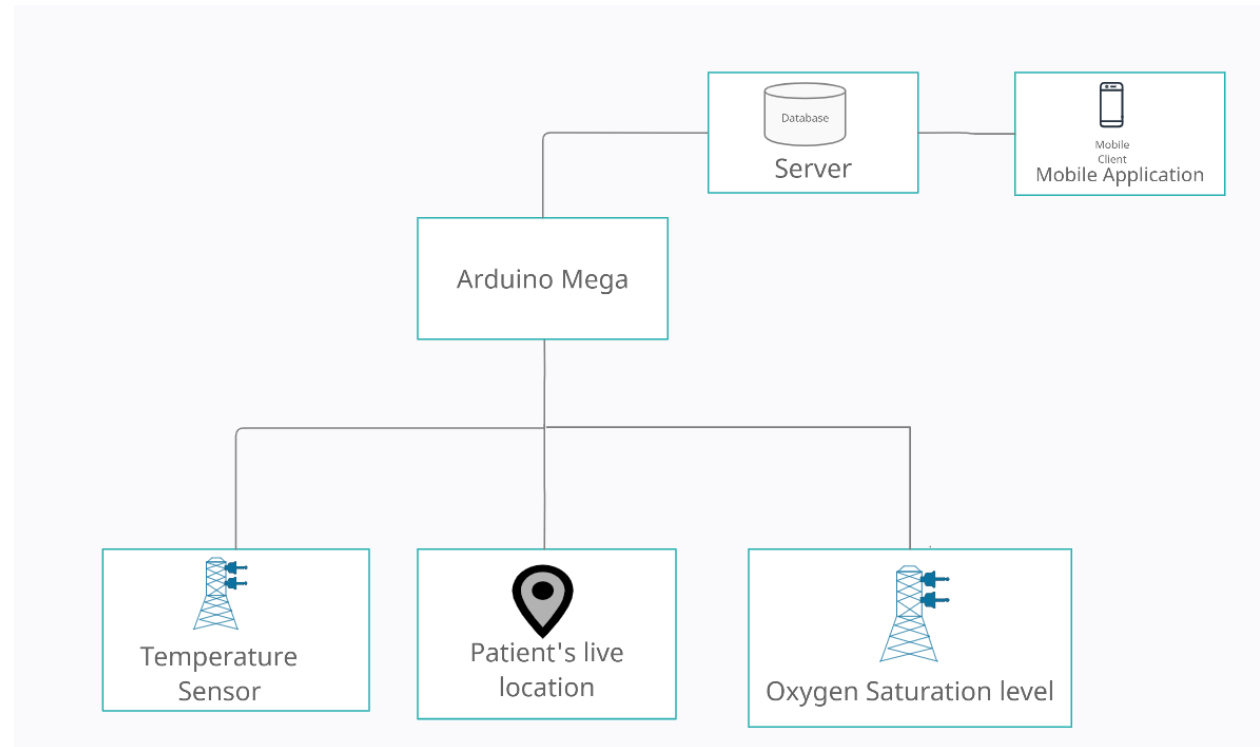 Database
Server
Mobile
Client
Mobile Application
Arduino Mega
Temperature
Sensor
Patient's live
location
Oxygen Saturation level